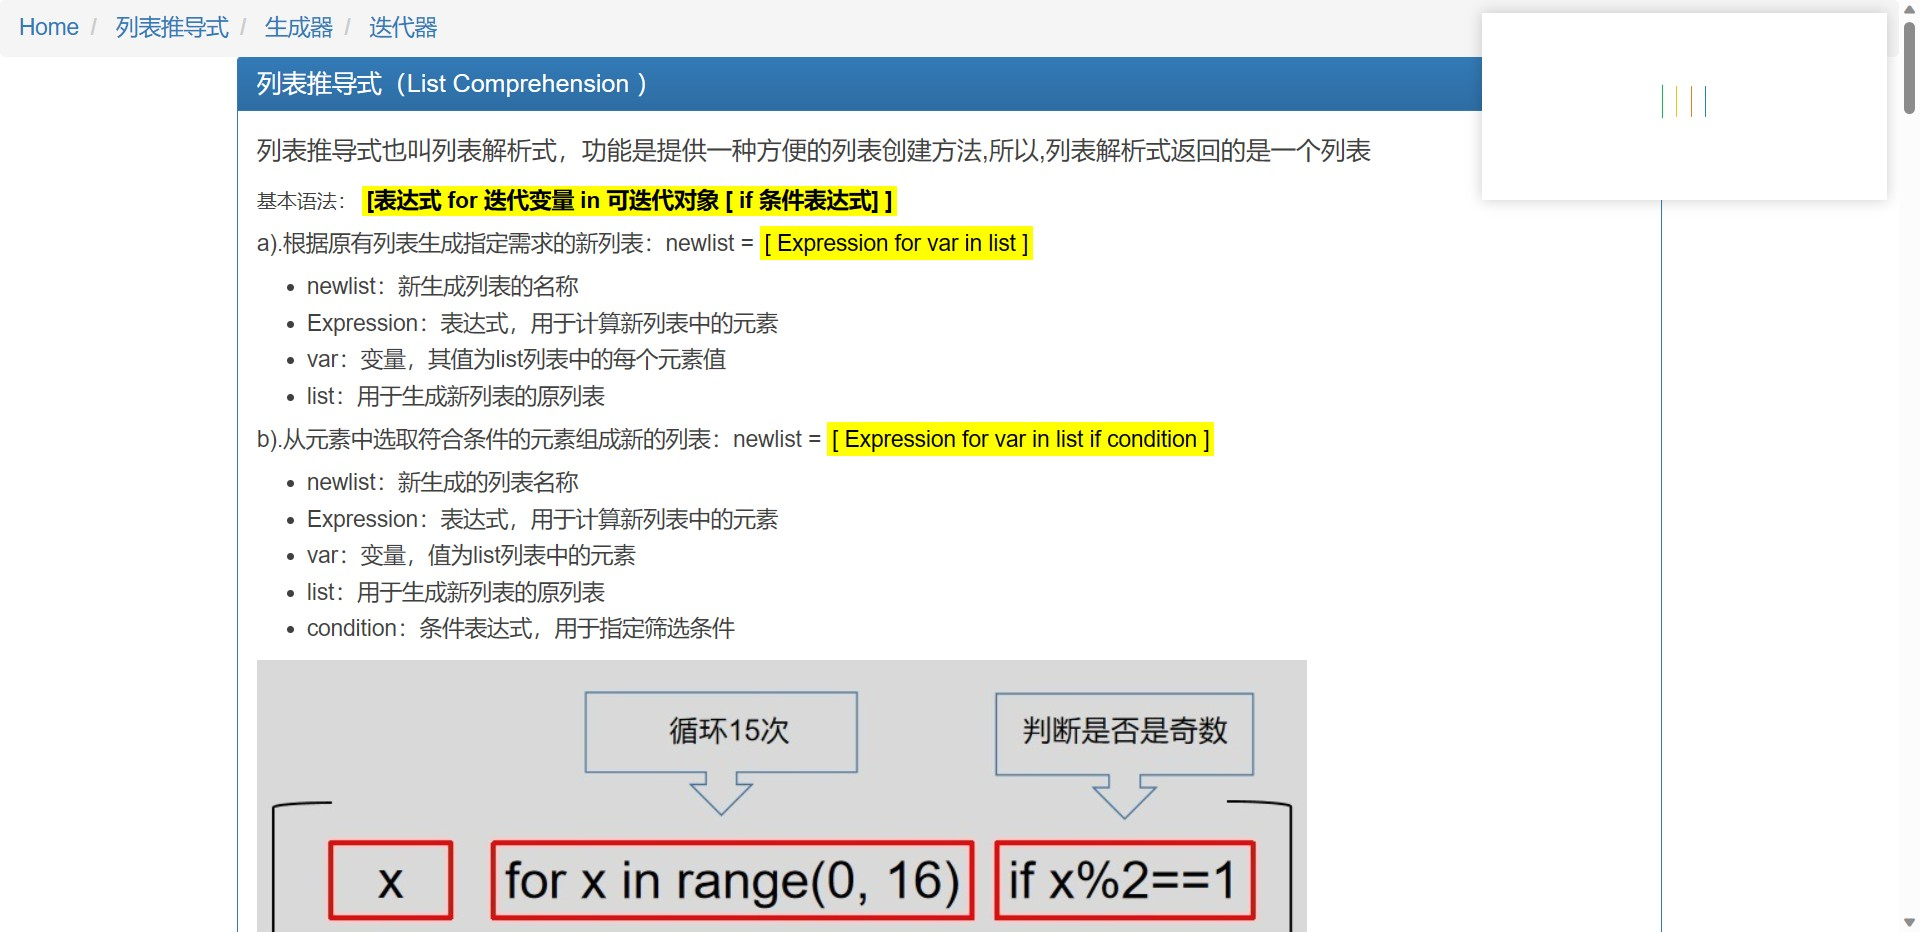 Home / 列表推导式 / 生成器 / 迭代器
列表推导式（List Comprehension ）
列表推导式也叫列表解析式，功能是提供一种方便的列表创建方法,所以,列表解析式返回的是一个列表
基本语法： [表达式 for 迭代变量 in 可迭代对象 [ if 条件表达式] ]
a).根据原有列表生成指定需求的新列表：newlist = [ Expression for var in list ]
newlist：新生成列表的名称
Expression：表达式，用于计算新列表中的元素
var：变量，其值为list列表中的每个元素值
list：用于生成新列表的原列表
b).从元素中选取符合条件的元素组成新的列表：newlist = [ Expression for var in list if condition ]
newlist：新生成的列表名称
Expression：表达式，用于计算新列表中的元素
var：变量，值为list列表中的元素
list：用于生成新列表的原列表
condition：条件表达式，用于指定筛选条件
循环15次
判断是否是奇数
x for x in range(0, 16) if x%2==1